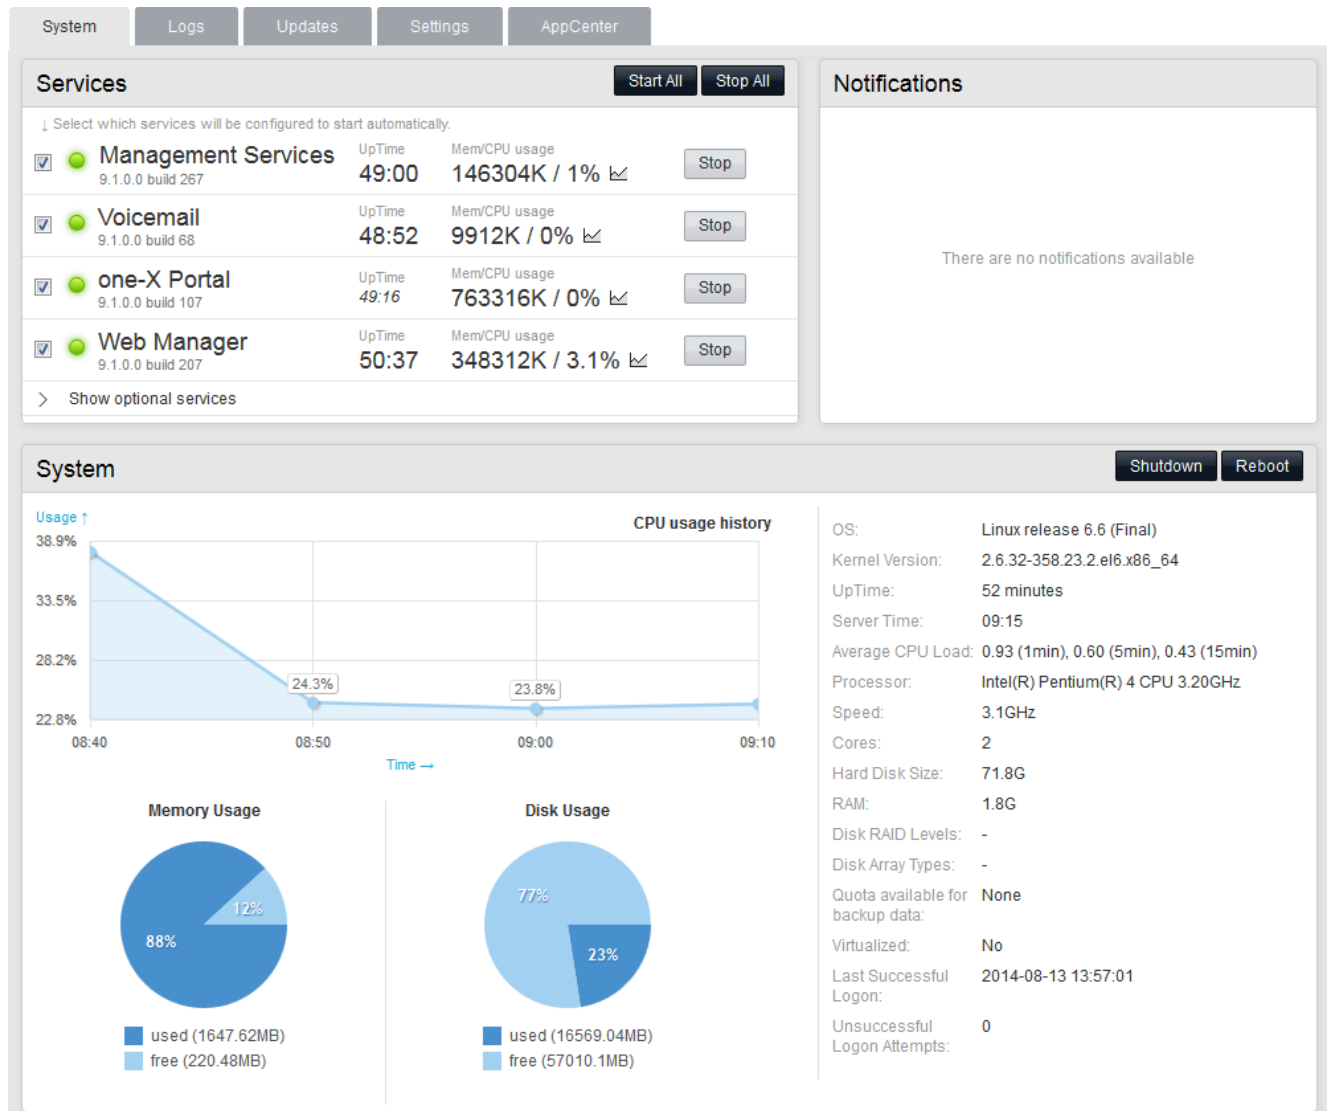 System Logs Updates Settings AppCenter
Services Start All Stop All
↓ Select which services will be configured to start automatically.
Management Services
9.1.0.0 build 267
UpTime
49:00
Mem/CPU usage
146304K / 1%
Stop
Voicemail
9.1.0.0 build 68
UpTime
48:52
Mem/CPU usage
9912K / 0%
Stop
one-X Portal
9.1.0.0 build 107
UpTime
49:16
Mem/CPU usage
763316K / 0%
Stop
Web Manager
9.1.0.0 build 207
UpTime
50:37
Mem/CPU usage
348312K / 3.1%
Stop
Show optional services
Notifications
There are no notifications available
System Shutdown Reboot
Usage ↑
CPU usage history
38.9%
33.5%
28.2%
22.8%
24.3%
23.8%
08:40 08:50 09:00 09:10
Time →
Memory Usage
12%
88%
used (1647.62MB)
free (220.48MB)
Disk Usage
77%
23%
used (16569.04MB)
free (57010.1MB)
OS: Linux release 6.6 (Final)
Kernel Version: 2.6.32-358.23.2.el6.x86_64
UpTime: 52 minutes
Server Time: 09:15
Average CPU Load: 0.93 (1min), 0.60 (5min), 0.43 (15min)
Processor: Intel(R) Pentium(R) 4 CPU 3.20GHz
Speed: 3.1GHz
Cores: 2
Hard Disk Size: 71.8G
RAM: 1.8G
Disk RAID Levels: -
Disk Array Types: -
Quota available for None
backup data:
Virtualized: No
Last Successful 2014-08-13 13:57:01
Logon:
Unsuccessful 0
Logon Attempts: